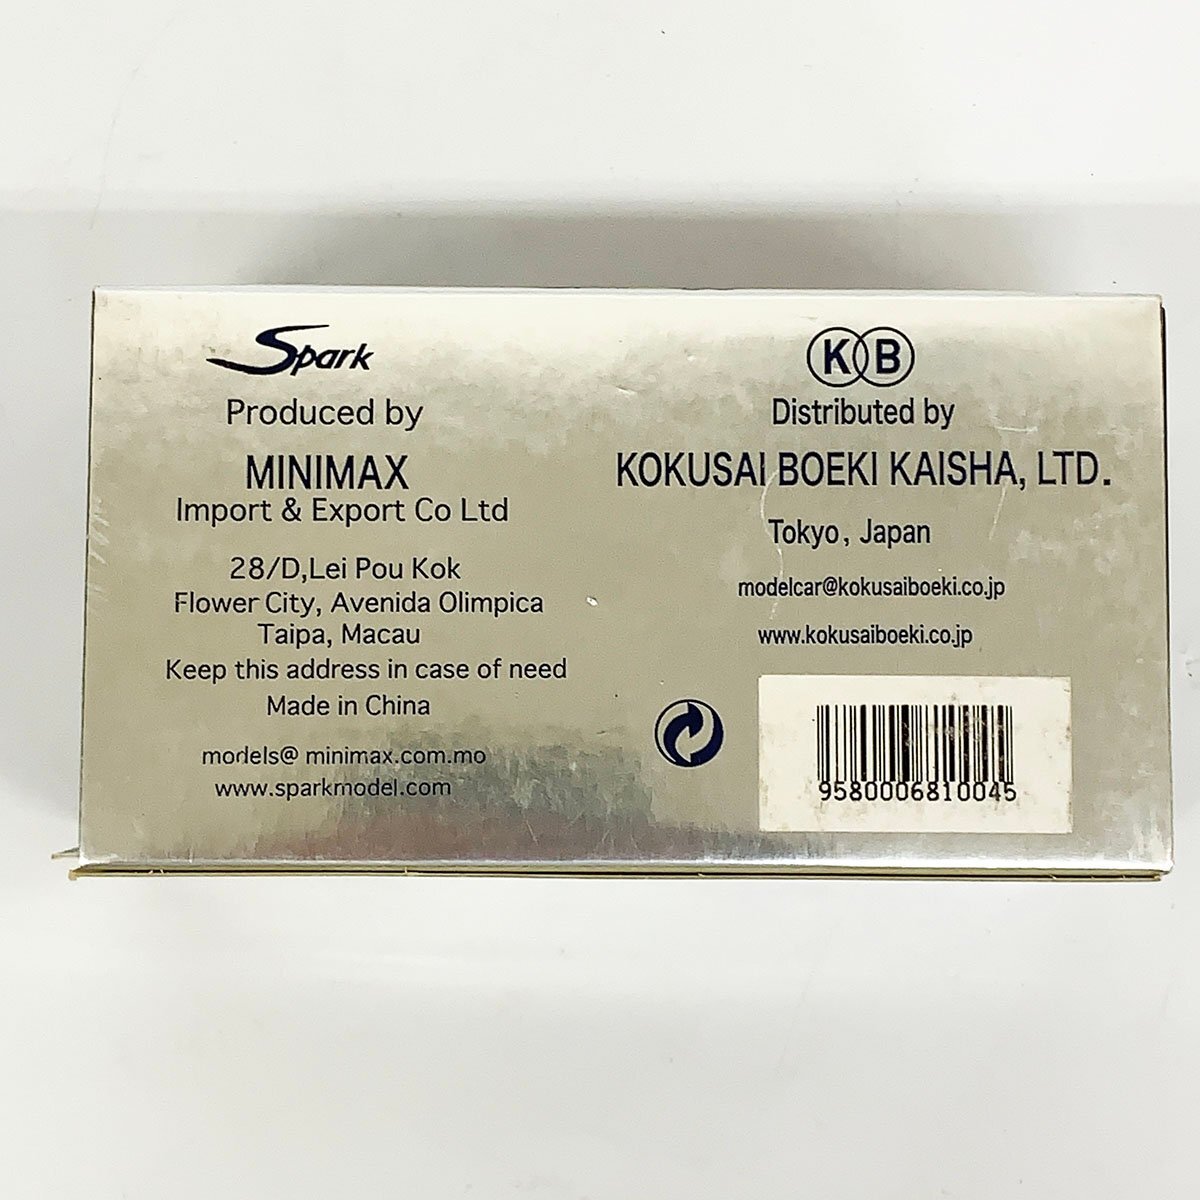 Spark
Produced by
MINIMAX
Import & Export Co Ltd
28/D,Lei Pou Kok
Flower City, Avenida Olimpica
Taipa, Macau
Keep this address in case of need
Made in China
models@ minimax.com.mo
www.sparkmodel.com
K B
Distributed by
KOKUSAI BOEKI KAISHA, LTD.
Tokyo, Japan
modelcar@kokusaiboeki.co.jp
www.kokusaiboeki.co.jp
9580006810045